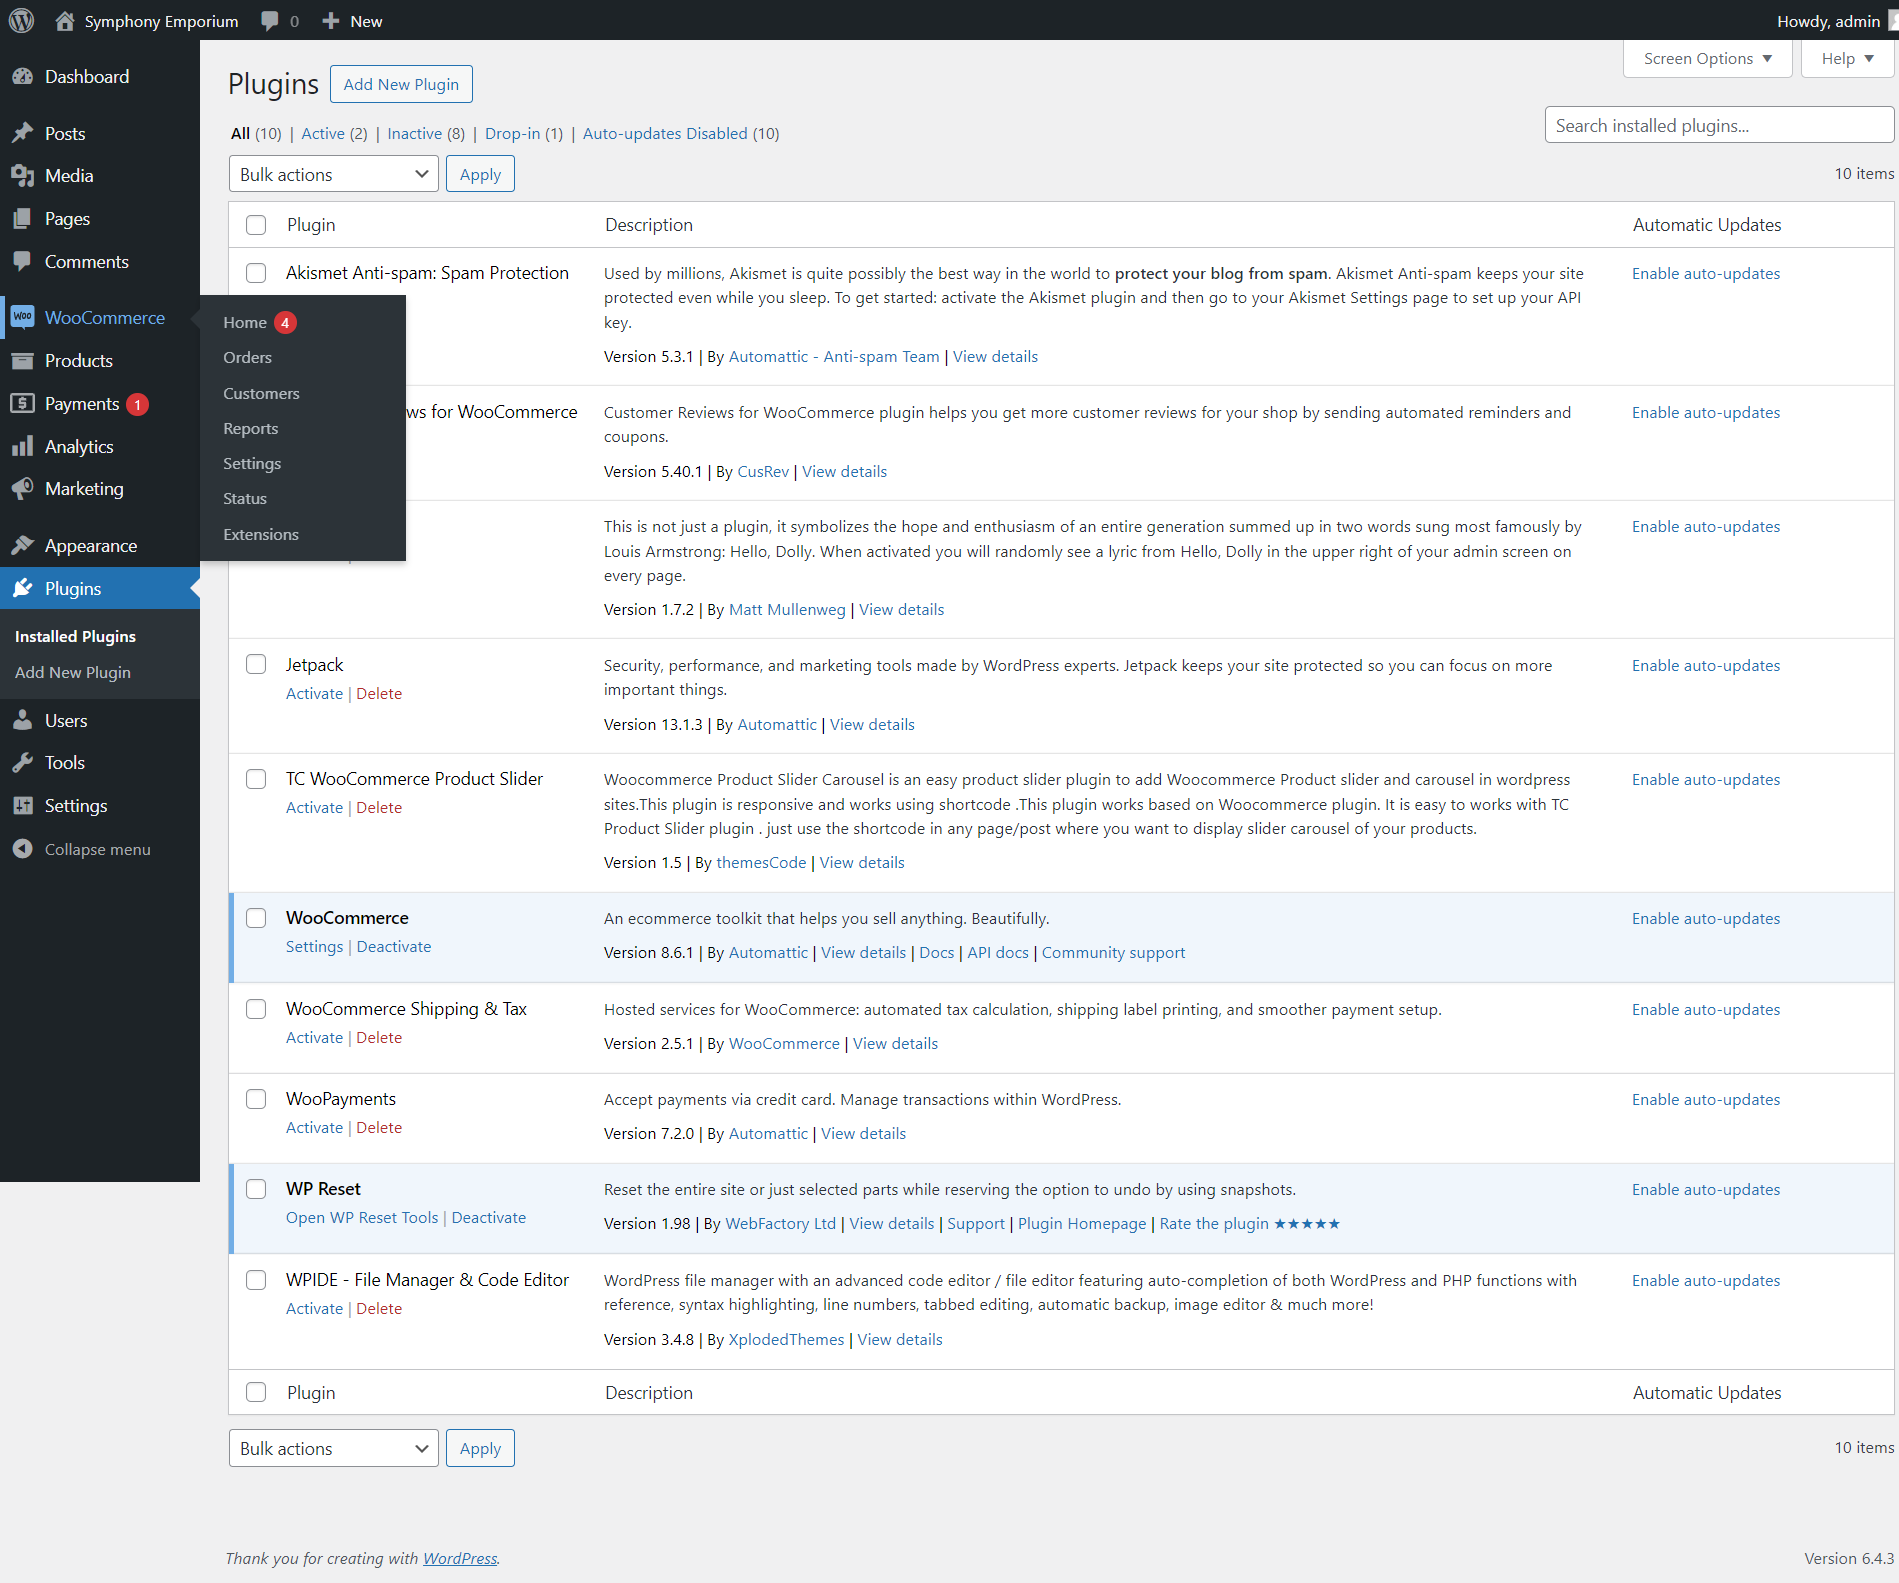 Symphony Emporium 0 New Howdy, admin
Dashboard
Posts
Media
Pages
Comments
WooCommerce
Products
Payments 1
Analytics
Marketing
Appearance
Plugins
Installed Plugins
Add New Plugin
Users
Tools
Settings
Collapse menu
Home 4
Orders
Customers
Reports
Settings
Status
Extensions
Screen Options Help
Plugins Add New Plugin
All (10) | Active (2) | Inactive (8) | Drop-in (1) | Auto-updates Disabled (10)
Search installed plugins...
Bulk actions Apply
10 items
Plugin Description Automatic Updates
Akismet Anti-spam: Spam Protection
Used by millions, Akismet is quite possibly the best way in the world to protect your blog from spam. Akismet Anti-spam keeps your site
protected even while you sleep. To get started: activate the Akismet plugin and then go to your Akismet Settings page to set up your API
key.
Version 5.3.1 | By Automattic - Anti-spam Team | View details
Enable auto-updates
ws for WooCommerce
Customer Reviews for WooCommerce plugin helps you get more customer reviews for your shop by sending automated reminders and
coupons.
Version 5.40.1 | By CusRev | View details
Enable auto-updates
This is not just a plugin, it symbolizes the hope and enthusiasm of an entire generation summed up in two words sung most famously by
Louis Armstrong: Hello, Dolly. When activated you will randomly see a lyric from Hello, Dolly in the upper right of your admin screen on
every page.
Version 1.7.2 | By Matt Mullenweg | View details
Enable auto-updates
Jetpack
Activate | Delete
Security, performance, and marketing tools made by WordPress experts. Jetpack keeps your site protected so you can focus on more
important things.
Version 13.1.3 | By Automattic | View details
Enable auto-updates
TC WooCommerce Product Slider
Activate | Delete
Woocommerce Product Slider Carousel is an easy product slider plugin to add Woocommerce Product slider and carousel in wordpress
sites.This plugin is responsive and works using shortcode .This plugin works based on Woocommerce plugin. It is easy to works with TC
Product Slider plugin . just use the shortcode in any page/post where you want to display slider carousel of your products.
Version 1.5 | By themesCode | View details
Enable auto-updates
WooCommerce
Settings | Deactivate
An ecommerce toolkit that helps you sell anything. Beautifully.
Version 8.6.1 | By Automattic | View details | Docs | API docs | Community support
Enable auto-updates
WooCommerce Shipping & Tax
Activate | Delete
Hosted services for WooCommerce: automated tax calculation, shipping label printing, and smoother payment setup.
Version 2.5.1 | By WooCommerce | View details
Enable auto-updates
WooPayments
Activate | Delete
Accept payments via credit card. Manage transactions within WordPress.
Version 7.2.0 | By Automattic | View details
Enable auto-updates
WP Reset
Open WP Reset Tools | Deactivate
Reset the entire site or just selected parts while reserving the option to undo by using snapshots.
Version 1.98 | By WebFactory Ltd | View details | Support | Plugin Homepage | Rate the plugin ★★★★★
Enable auto-updates
WPIDE - File Manager & Code Editor
Activate | Delete
WordPress file manager with an advanced code editor / file editor featuring auto-completion of both WordPress and PHP functions with
reference, syntax highlighting, line numbers, tabbed editing, automatic backup, image editor & much more!
Version 3.4.8 | By XplodedThemes | View details
Enable auto-updates
Plugin Description Automatic Updates
Bulk actions Apply
10 items
Thank you for creating with WordPress.
Version 6.4.3